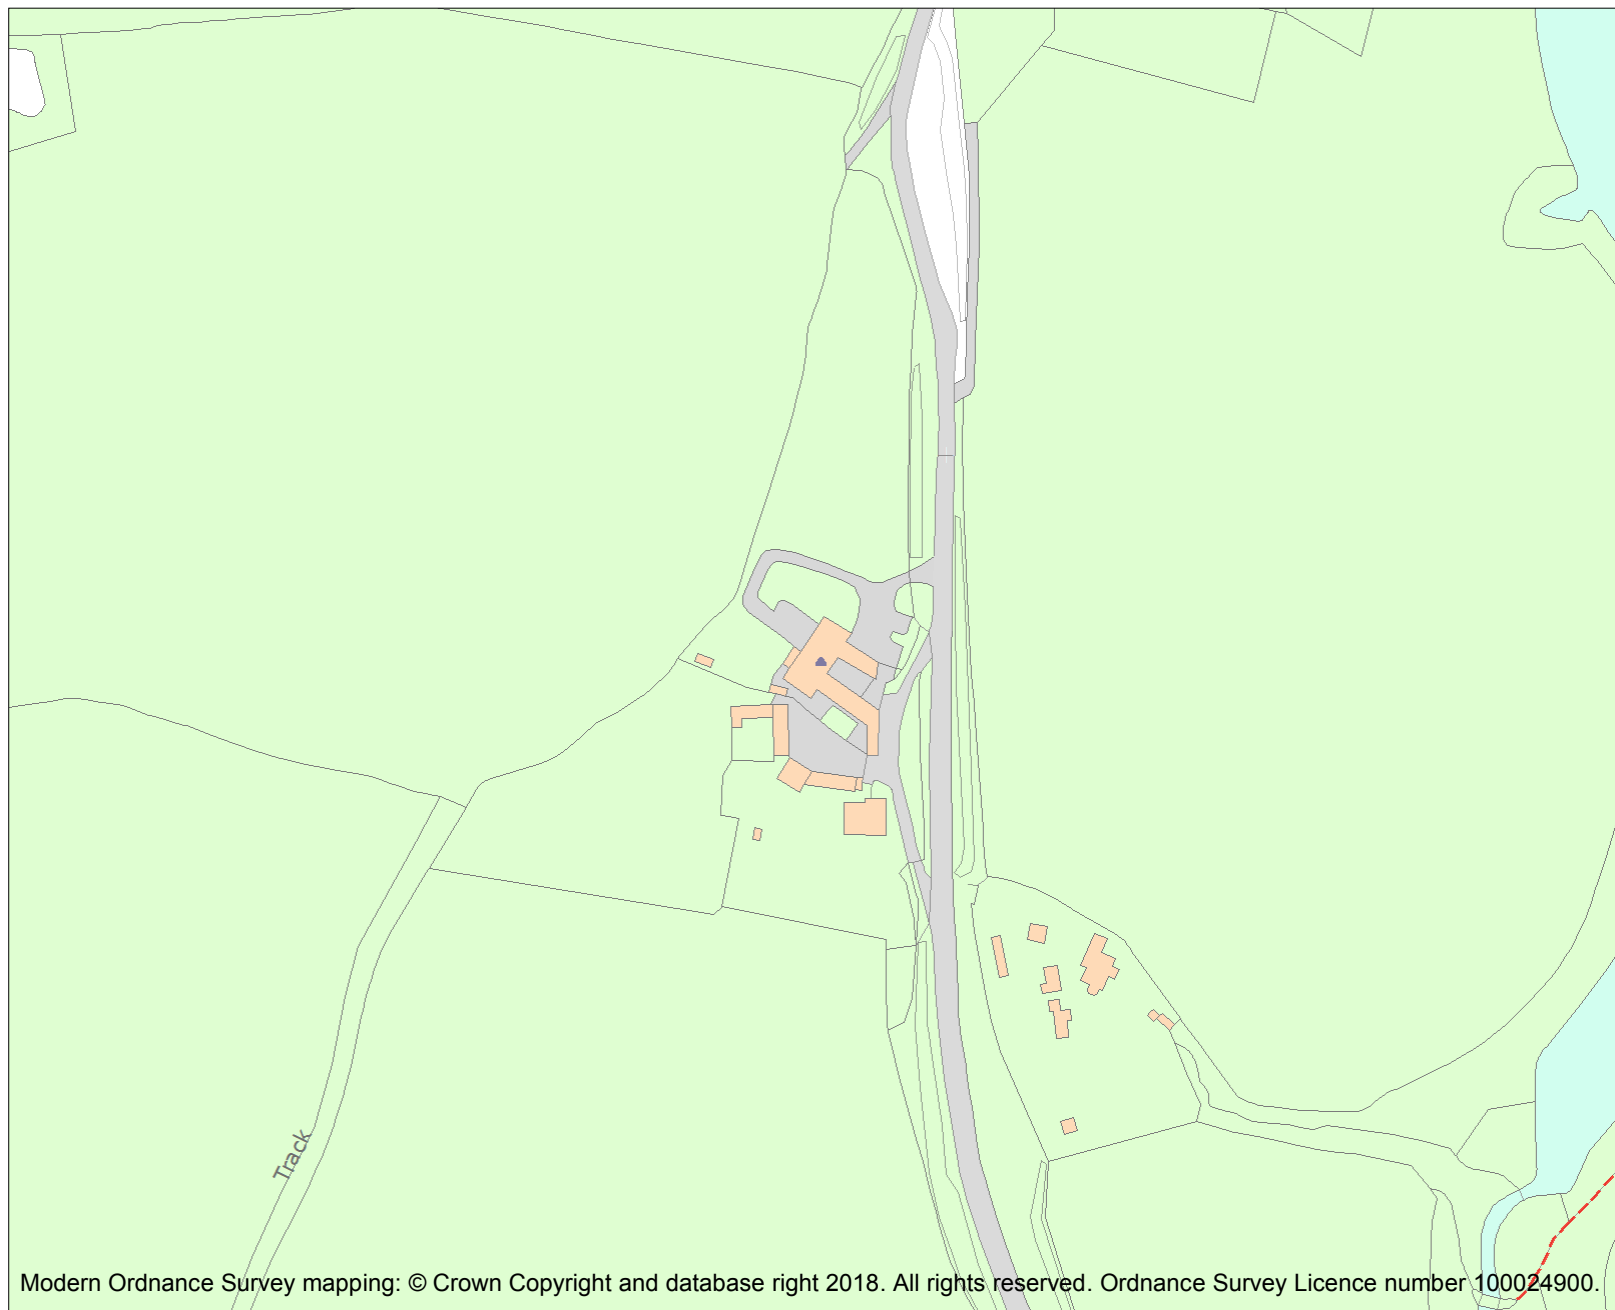 Track
Modern Ordnance Survey mapping: © Crown Copyright and database right 2018. All rights reserved. Ordnance Survey Licence number 100024900.